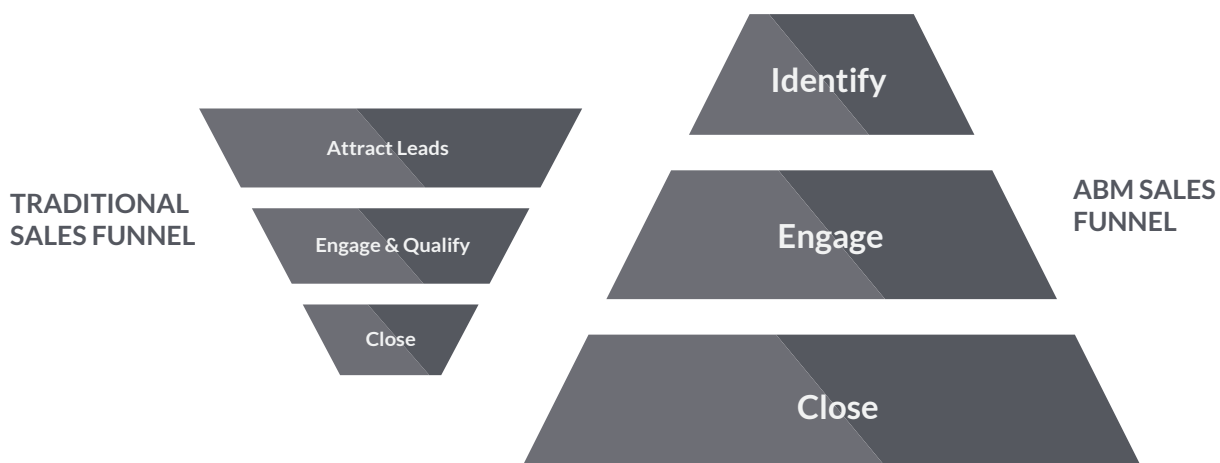 TRADITIONAL
SALES FUNNEL
Attract Leads
Engage & Qualify
Close
Identify
Engage
Close
ABM SALES
FUNNEL